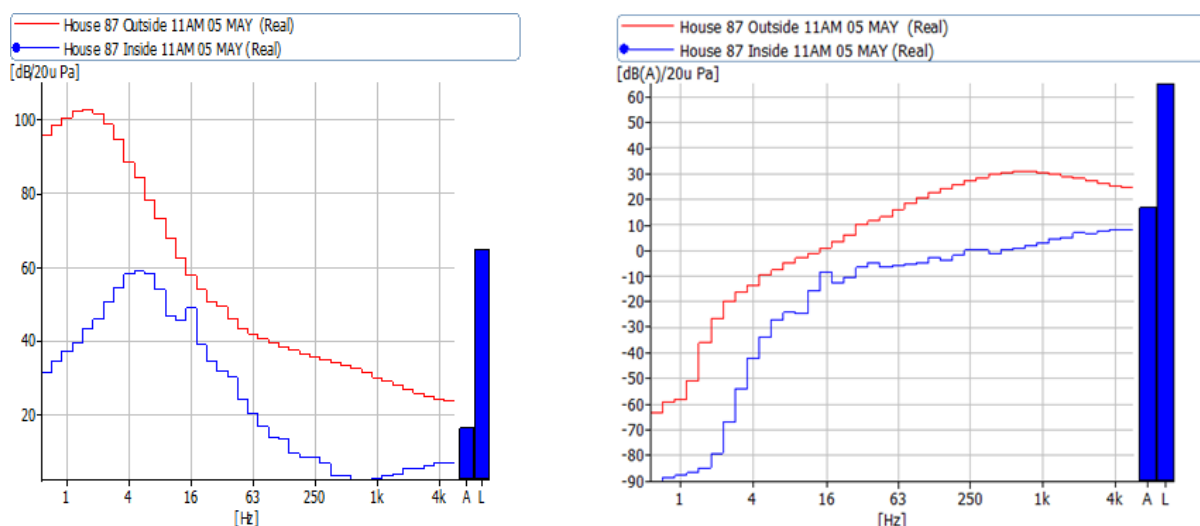 House 87 Outside 11AM 05 MAY (Real)
House 87 Inside 11AM 05 MAY (Real)
[dB/20u Pa]
100
80
60
40
20
1 4 16 63 250 1k 4k A L
[Hz]
House 87 Outside 11AM 05 MAY (Real)
House 87 Inside 11AM 05 MAY (Real)
[dB(A)/20u Pa]
60
50
40
30
20
10
0
-10
-20
-30
-40
-50
-60
-70
-80
-90
1 4 16 63 250 1k 4k A L
[Hz]